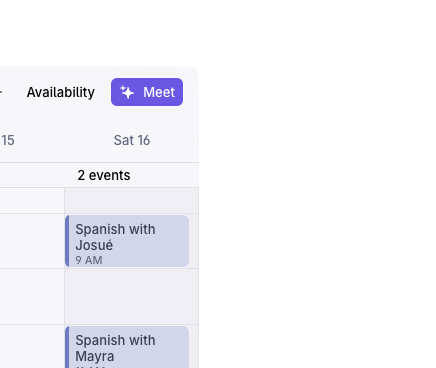 Availability
Meet
15
Sat 16
2 events
Spanish with
Josué
9 AM
Spanish with
Mayra